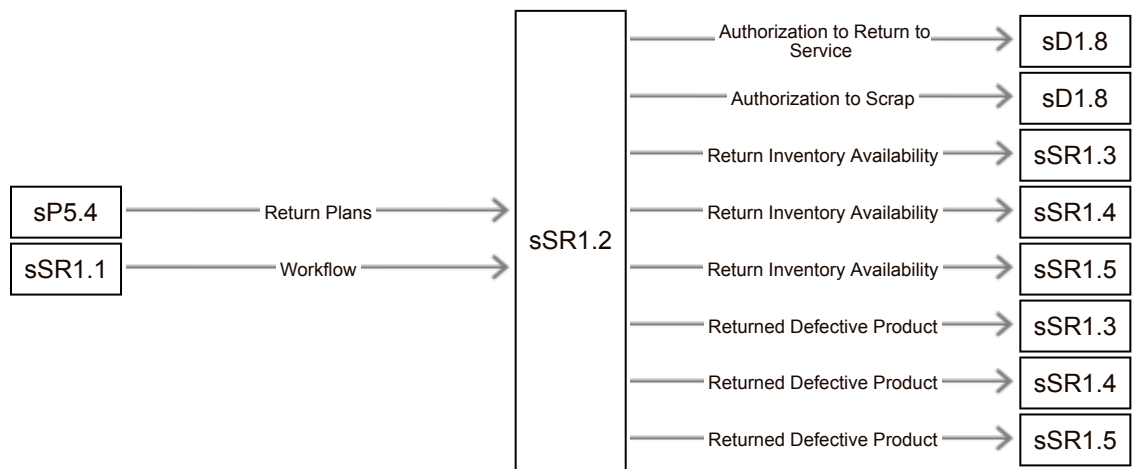 sP5.4
Return Plans
sSR1.1
Workflow
sSR1.2
Authorization to Return to
Service
sD1.8
Authorization to Scrap
sD1.8
Return Inventory Availability
sSR1.3
Return Inventory Availability
sSR1.4
Return Inventory Availability
sSR1.5
Returned Defective Product
sSR1.3
Returned Defective Product
sSR1.4
Returned Defective Product
sSR1.5